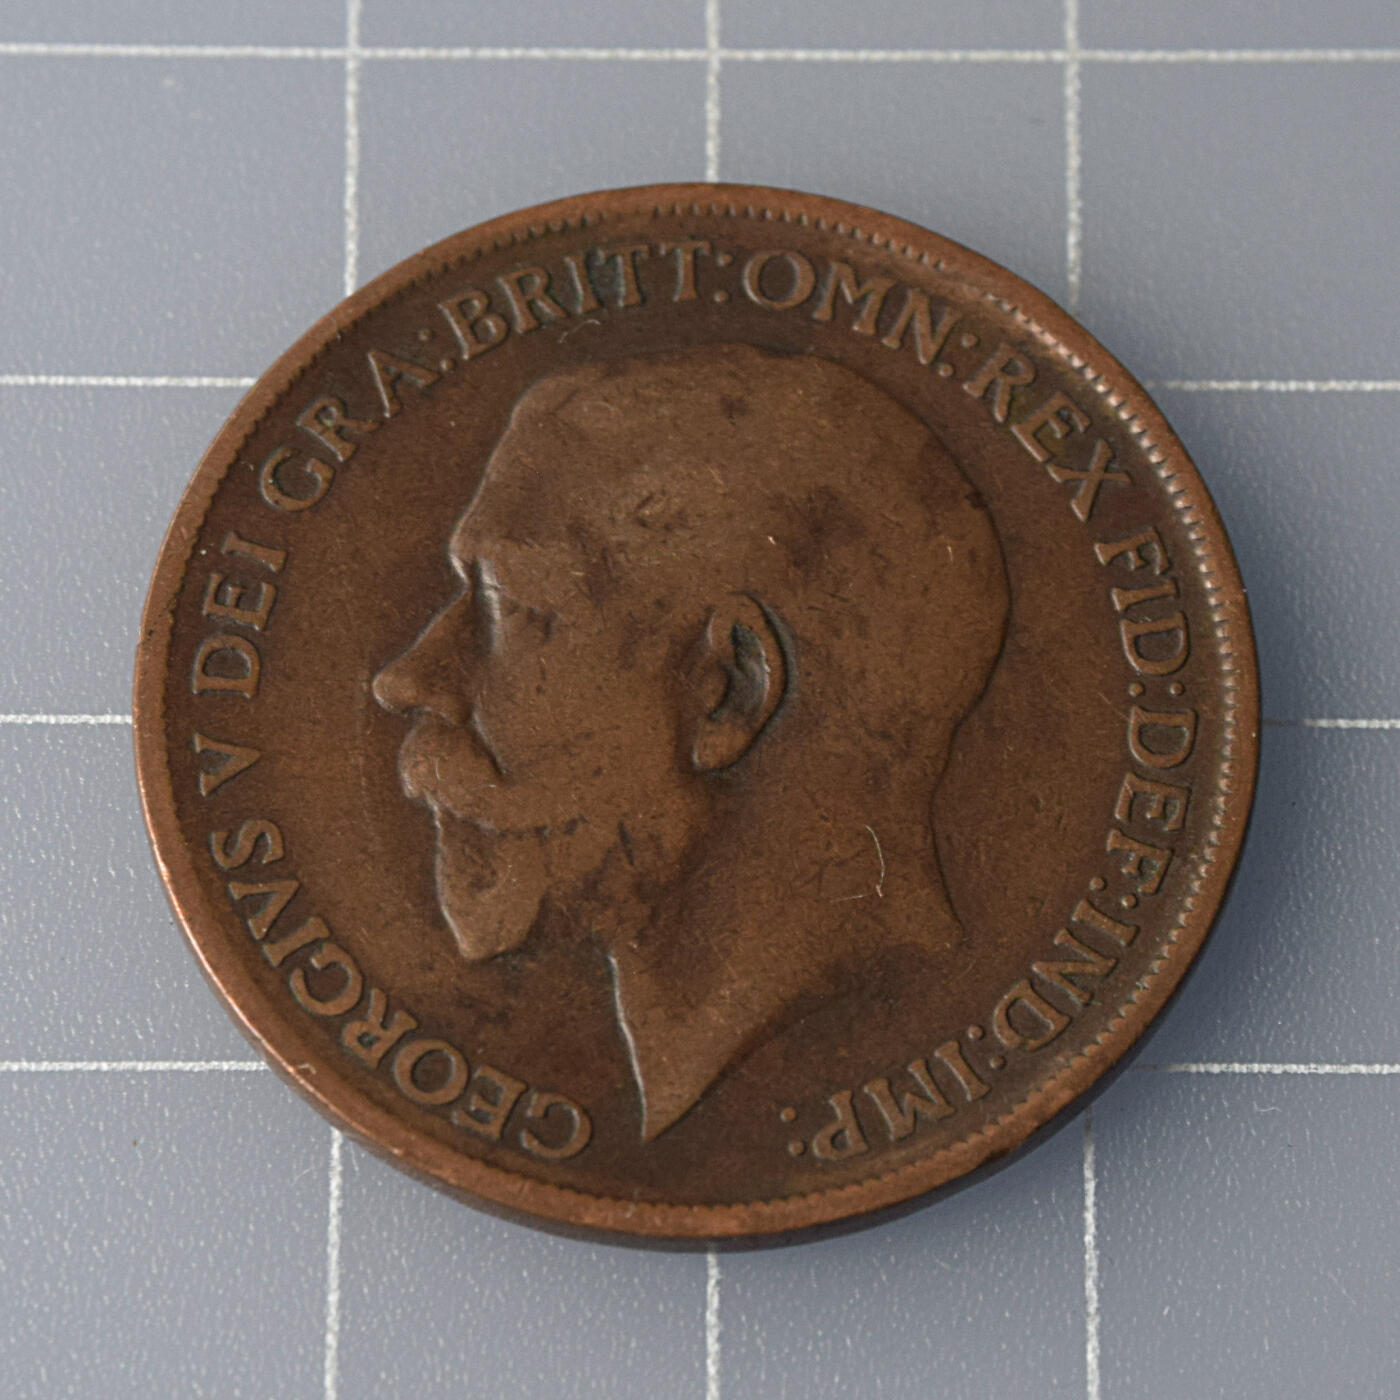 GEORGIVS V DEI GRA: BRITT: OMN: REX FID: DEF: IND: IMP: